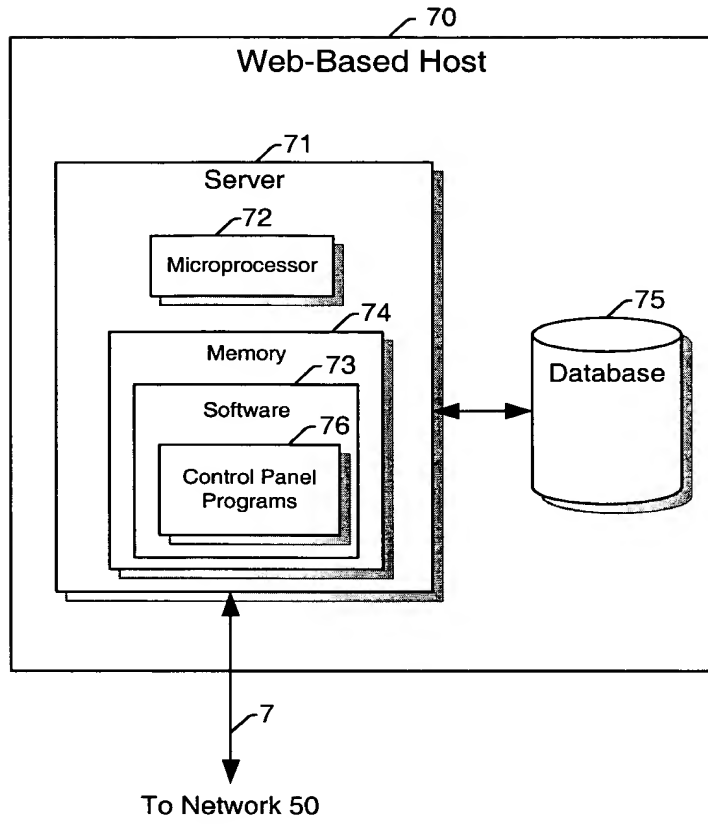 70
Web-Based Host
71
Server
72
Microprocessor
74
Memory
73
Software
76
Control Panel
Programs
75
Database
7
To Network 50